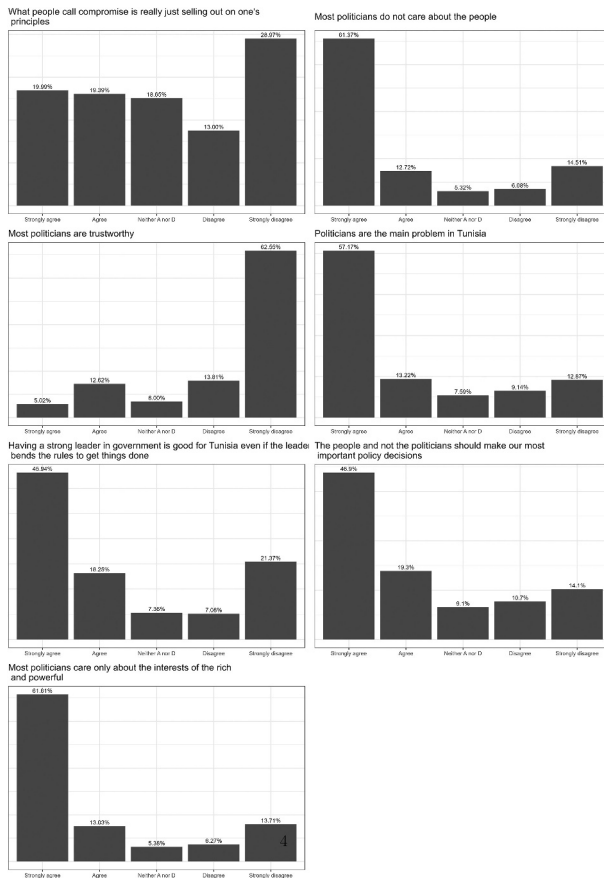 What people call compromise is really just selling out on one's
principles
28.97%
19.99%
19.39%
18.65%
13.00%
Strongly agree
Agree
Neither A nor D
Disagree
Strongly disagree
Most politicians do not care about the people
61.37%
12.72%
5.32%
6.08%
14.51%
Strongly agree
Agree
Neither A nor D
Disagree
Strongly disagree
Most politicians are trustworthy
62.55%
5.02%
12.62%
6.00%
13.81%
Strongly agree
Agree
Neither A nor D
Disagree
Strongly disagree
Politicians are the main problem in Tunisia
57.17%
13.22%
7.59%
9.14%
12.87%
Strongly agree
Agree
Neither A nor D
Disagree
Strongly disagree
Having a strong leader in government is good for Tunisia even if the leade
bends the rules to get things done
45.94%
18.25%
7.38%
7.06%
21.37%
Strongly agree
Agree
Neither A nor D
Disagree
Strongly disagree
The people and not the politicians should make our most
important policy decisions
46.9%
19.3%
9.1%
10.7%
14.1%
Strongly agree
Agree
Neither A nor D
Disagree
Strongly disagree
Most politicians care only about the interests of the rich
and powerful
61.61%
13.03%
5.38%
6.27%
13.71%
4
Strongly agree
Agree
Neither A nor D
Disagree
Strongly disagree